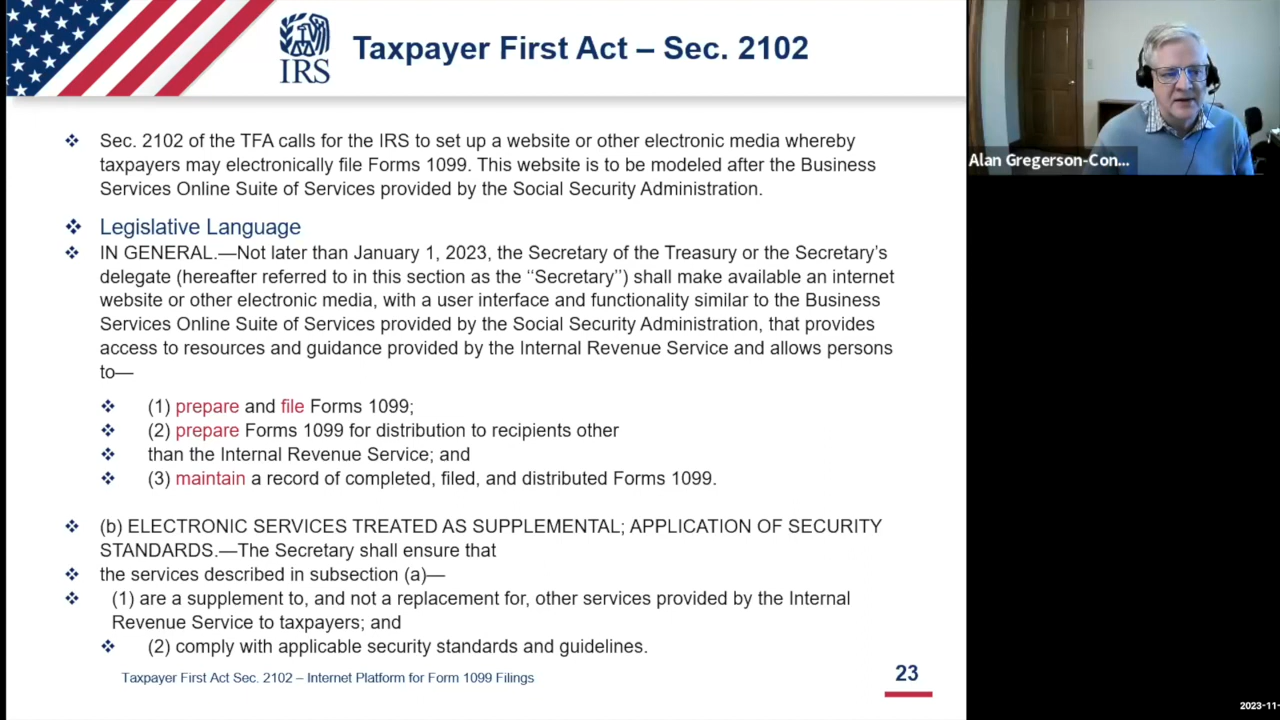 IRS
Taxpayer First Act – Sec. 2102
Sec. 2102 of the TFA calls for the IRS to set up a website or other electronic media whereby
taxpayers may electronically file Forms 1099. This website is to be modeled after the Business
Services Online Suite of Services provided by the Social Security Administration.
Legislative Language
IN GENERAL.—Not later than January 1, 2023, the Secretary of the Treasury or the Secretary’s
delegate (hereafter referred to in this section as the ‘‘Secretary’’) shall make available an internet
website or other electronic media, with a user interface and functionality similar to the Business
Services Online Suite of Services provided by the Social Security Administration, that provides
access to resources and guidance provided by the Internal Revenue Service and allows persons
to—
(1) prepare and file Forms 1099;
(2) prepare Forms 1099 for distribution to recipients other
than the Internal Revenue Service; and
(3) maintain a record of completed, filed, and distributed Forms 1099.
(b) ELECTRONIC SERVICES TREATED AS SUPPLEMENTAL; APPLICATION OF SECURITY
STANDARDS.—The Secretary shall ensure that
the services described in subsection (a)—
(1) are a supplement to, and not a replacement for, other services provided by the Internal
Revenue Service to taxpayers; and
(2) comply with applicable security standards and guidelines.
Taxpayer First Act Sec. 2102 – Internet Platform for Form 1099 Filings
23
Alan Gregerson-Con...
2023-11-